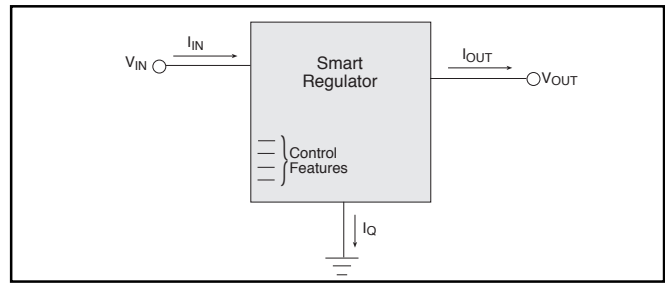 IIN
VIN
Smart
Regulator
IOUT
VOUT
Control
Features
IQ